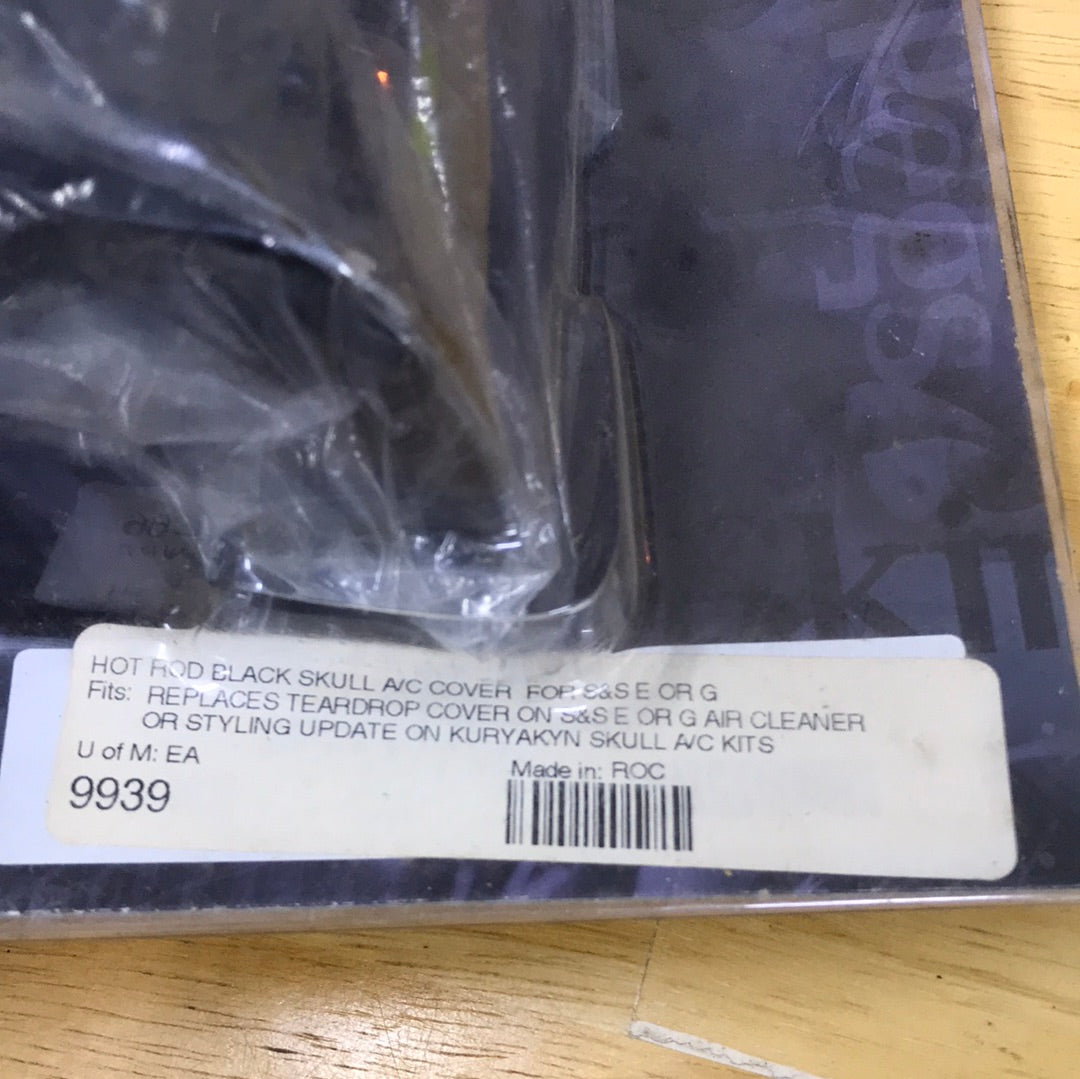 HOT ROD BLACK SKULL A/C COVER FOR S&S E OR G
Fits: REPLACES TEARDROP COVER ON S&S E OR G AIR CLEANER
OR STYLING UPDATE ON KURYAKYN SKULL A/C KITS
U of M: EA
Made in: ROC
9939